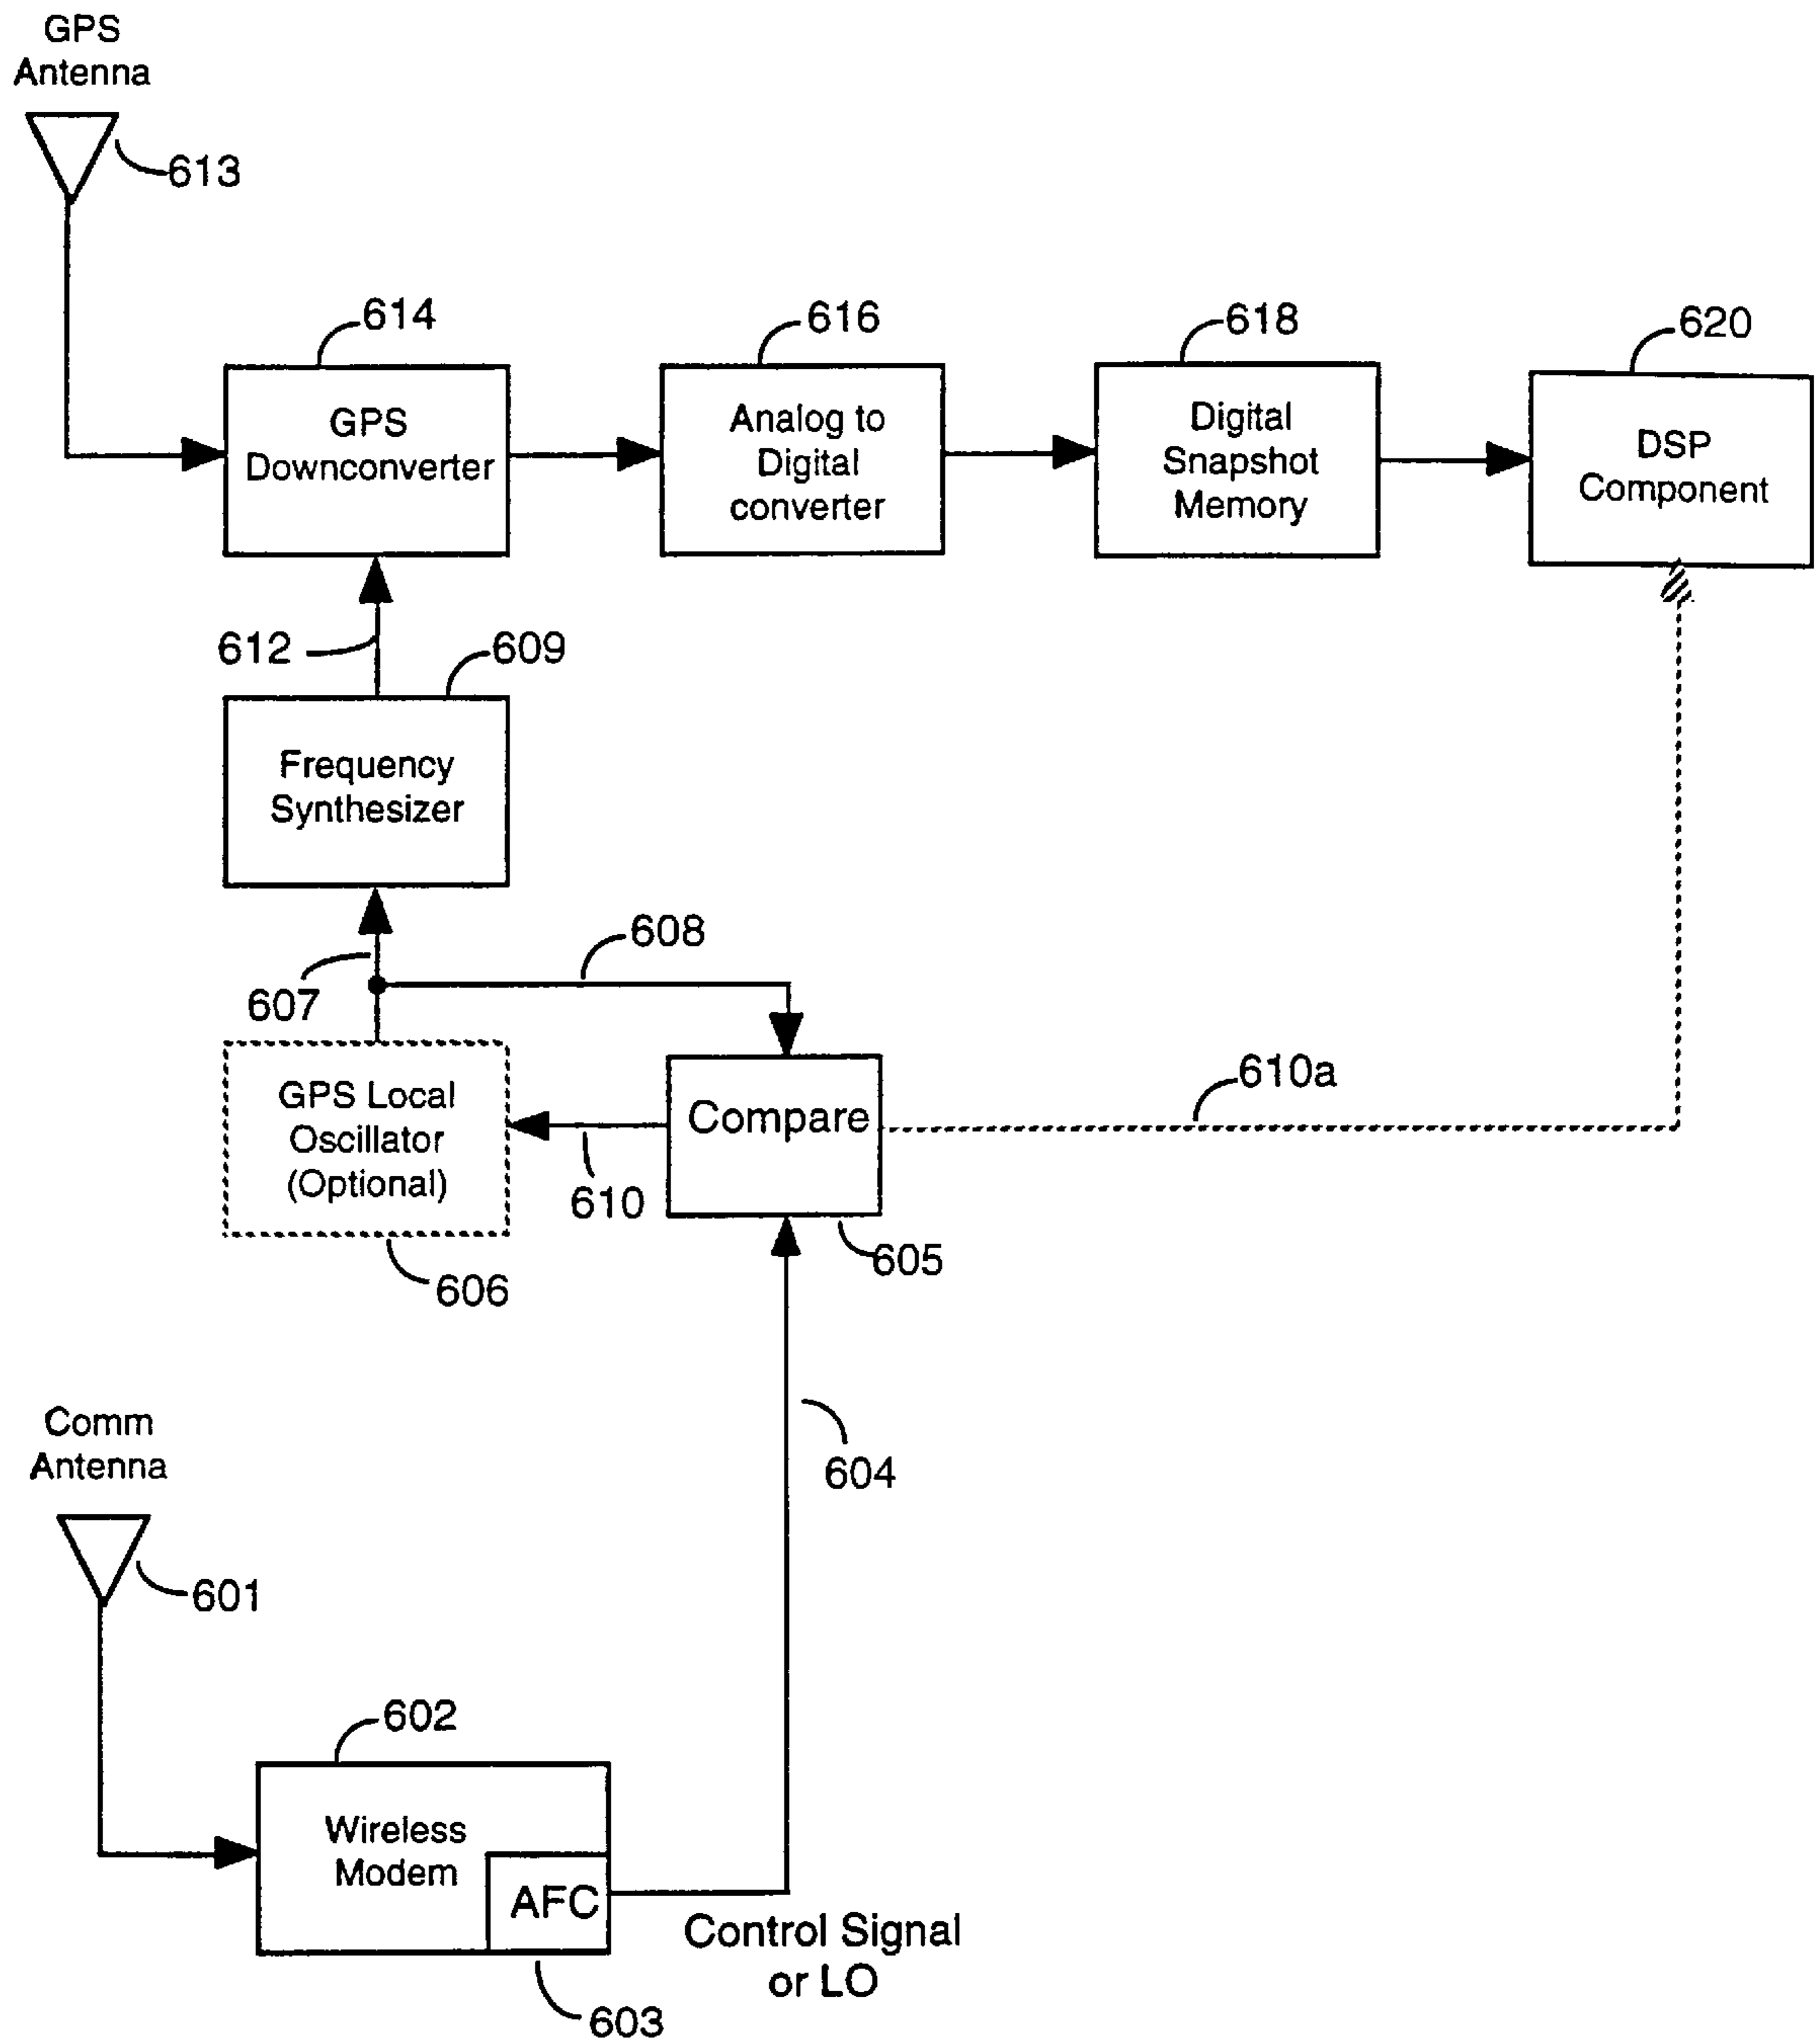 GPS
Antenna
613
614
616
618
620
GPS
Downconverter
Analog to
Digital
converter
Digital
Snapshot
Memory
DSP
Component
612
609
Frequency
Synthesizer
608
607
GPS Local
Oscillator
(Optional)
Compare
610a
610
605
606
Comm
Antenna
604
601
602
Wireless
Modem
AFC
Control Signal
or LO
603